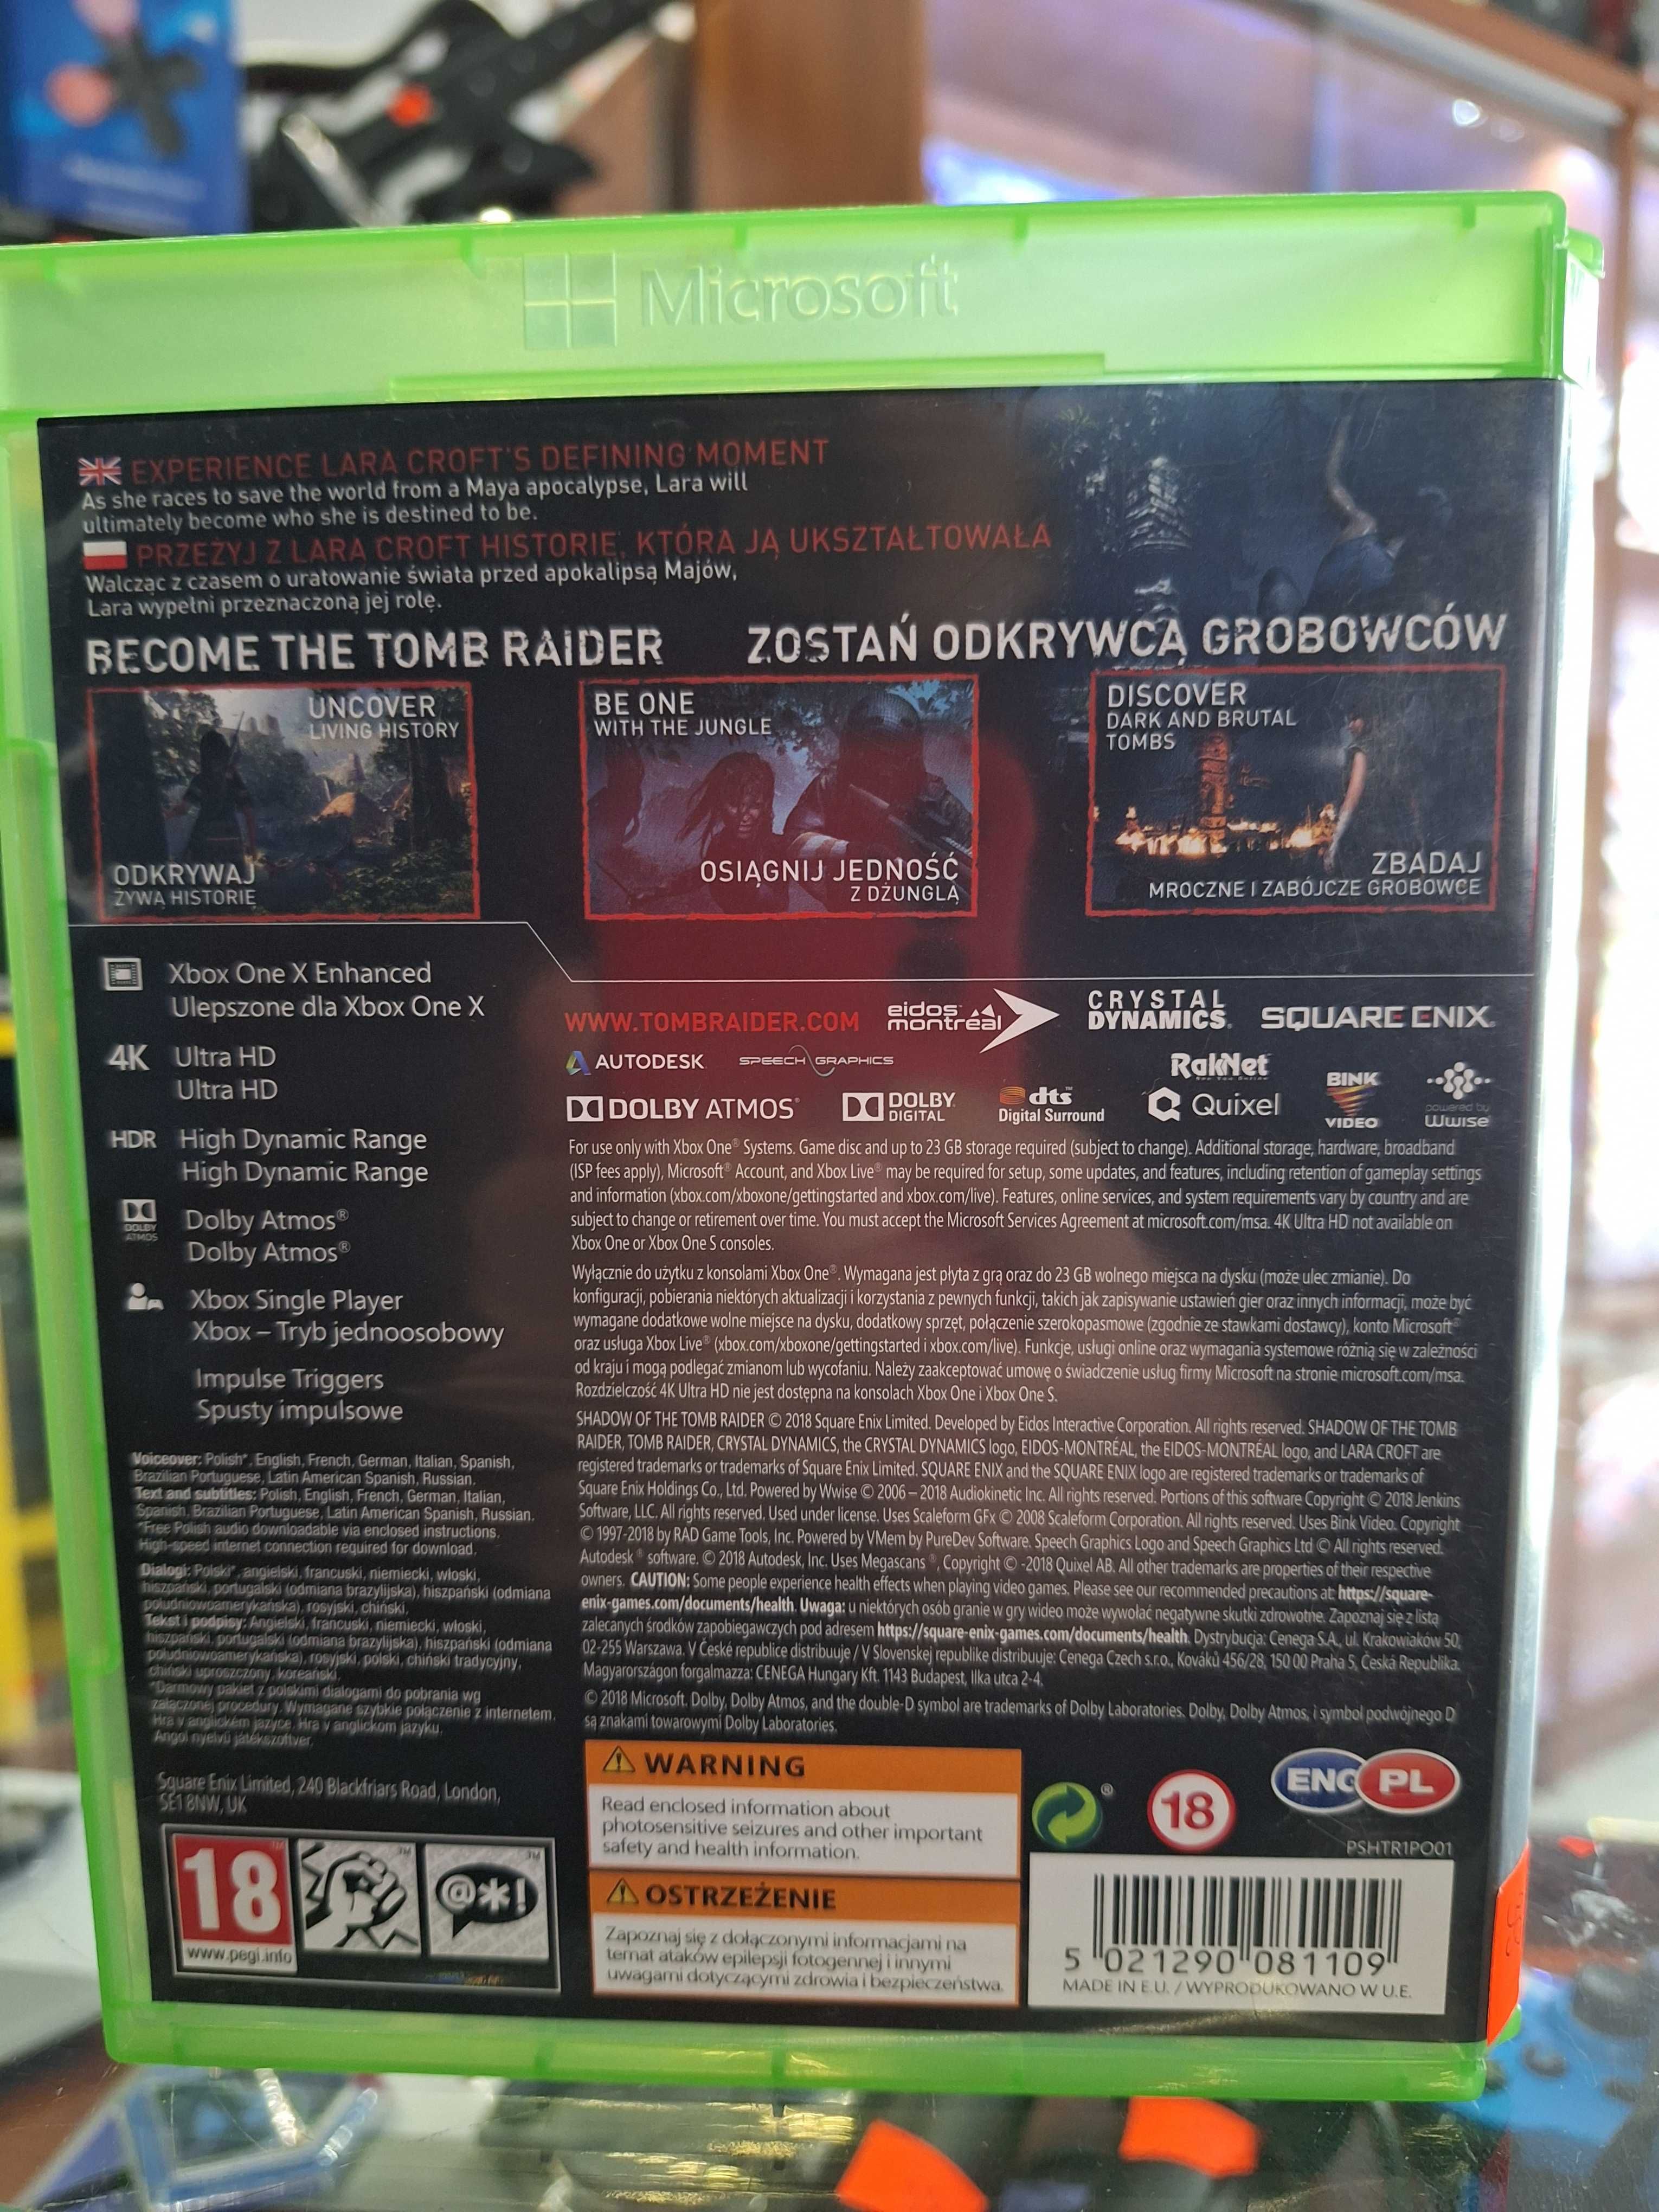 Microsoft
EXPERIENCE LARA CROFT'S DEFINING MOMENT
As she races to save the world from a Maya apocalypse, Lara will
ultimately become who she is destined to be.
PRZEŻYJ Z LARA CROFT HISTORIE, KTÓRA JĄ UKSZTAŁTOWAŁA
Walcząc z czasem o uratowanie świata przed apokalipsą Majów,
Lara wypełni przeznaczoną jej rolę.
BECOME THE TOMB RAIDER
ZOSTAŃ ODKRYWCĄ GROBOWCÓW
UNCOVER
LIVING HISTORY
ODKRYWAJ
ŻYWĄ HISTORIE
BE ONE
WITH THE JUNGLE
OSIĄGNIJ JEDNOŚĆ
Z DŻUNGLĄ
DISCOVER
DARK AND BRUTAL
TOMBS
ZBADAJ
MROCZNE I ZABÓJCZE GROBOWCE
Xbox One X Enhanced
Ulepszone dla Xbox One X
4K Ultra HD
Ultra HD
HDR High Dynamic Range
High Dynamic Range
DOLBY ATMOS Dolby Atmos®
Dolby Atmos®
Xbox Single Player
Xbox – Tryb jednoosobowy
Impulse Triggers
Spusty impulsowe
Voiceover: Polish*, English, French, German, Italian, Spanish,
Brazilian Portuguese, Latin American Spanish, Russian.
Text and subtitles: Polish, English, French, German, Italian,
Spanish, Brazilian Portuguese, Latin American Spanish, Russian.
*Free Polish audio downloadable via enclosed instructions.
High-speed internet connection required for download.
Dialogi: Polski*, angielski, francuski, niemiecki, włoski,
hiszpański, portugalski (odmiana brazylijska), hiszpański (odmiana
południowoamerykańska), rosyjski, chiński.
Tekst i podpisy: Angielski, francuski, niemiecki, włoski,
hiszpański, portugalski (odmiana brazylijska), hiszpański (odmiana
południowoamerykańska), rosyjski, polski, chiński tradycyjny,
chiński uproszczony, koreański.
*Darmowy pakiet z polskimi dialogami do pobrania wg
załączonej procedury. Wymagane szybkie połączenie z internetem.
Hra v anglickém jazyce. Hra v anglickom jazyku.
Angol nyelvű játékszoftver.
Square Enix Limited, 240 Blackfriars Road, London,
SE1 8NW, UK
18
www.pegi.info
@*!
WWW.TOMBRAIDER.COM
eidos montréal
CRYSTAL DYNAMICS.
SQUARE ENIX.
AUTODESK
SPEECH GRAPHICS
RakNet
DOLBY ATMOS®
DOLBY DIGITAL
dts™ Digital Surround
Quixel
BINK VIDEO
powered by Wwise
For use only with Xbox One® Systems. Game disc and up to 23 GB storage required (subject to change). Additional storage, hardware, broadband
(ISP fees apply), Microsoft® Account, and Xbox Live® may be required for setup, some updates, and features, including retention of gameplay settings
and information (xbox.com/xboxone/gettingstarted and xbox.com/live). Features, online services, and system requirements vary by country and are
subject to change or retirement over time. You must accept the Microsoft Services Agreement at microsoft.com/msa. 4K Ultra HD not available on
Xbox One or Xbox One S consoles.
Wyłącznie do użytku z konsolami Xbox One®. Wymagana jest płyta z grą oraz do 23 GB wolnego miejsca na dysku (może ulec zmianie). Do
konfiguracji, pobierania niektórych aktualizacji i korzystania z pewnych funkcji, takich jak zapisywanie ustawień gier oraz innych informacji, może być
wymagane dodatkowe wolne miejsce na dysku, dodatkowy sprzęt, połączenie szerokopasmowe (zgodnie ze stawkami dostawcy), konto Microsoft®
oraz usługa Xbox Live® (xbox.com/xboxone/gettingstarted i xbox.com/live). Funkcje, usługi online oraz wymagania systemowe różnią się w zależności
od kraju i mogą podlegać zmianom lub wycofaniu. Należy zaakceptować umowę o świadczenie usług firmy Microsoft na stronie microsoft.com/msa.
Rozdzielczość 4K Ultra HD nie jest dostępna na konsolach Xbox One i Xbox One S.
SHADOW OF THE TOMB RAIDER © 2018 Square Enix Limited. Developed by Eidos Interactive Corporation. All rights reserved. SHADOW OF THE TOMB
RAIDER, TOMB RAIDER, CRYSTAL DYNAMICS, the CRYSTAL DYNAMICS logo, EIDOS-MONTRÉAL, the EIDOS-MONTRÉAL logo, and LARA CROFT are
registered trademarks or trademarks of Square Enix Limited. SQUARE ENIX and the SQUARE ENIX logo are registered trademarks or trademarks of
Square Enix Holdings Co., Ltd. Powered by Wwise © 2006 – 2018 Audiokinetic Inc. All rights reserved. Portions of this software Copyright © 2018 Jenkins
Software, LLC. All rights reserved. Used under license. Uses Scaleform GFx © 2008 Scaleform Corporation. All rights reserved. Uses Bink Video. Copyright
© 1997-2018 by RAD Game Tools, Inc. Powered by VMem by PureDev Software. Speech Graphics Logo and Speech Graphics Ltd © All rights reserved.
Autodesk® software. © 2018 Autodesk, Inc. Uses Megascans®, Copyright © -2018 Quixel AB. All other trademarks are properties of their respective
owners. CAUTION: Some people experience health effects when playing video games. Please see our recommended precautions at: https://square-
enix-games.com/documents/health. Uwaga: u niektórych osób granie w gry wideo może wywołać negatywne skutki zdrowotne. Zapoznaj się z listą
zalecanych środków zapobiegawczych pod adresem https://square-enix-games.com/documents/health. Dystrybucja: Cenega S.A., ul. Krakowiaków 50,
02-255 Warszawa. V České republice distribuuje / V Slovenskej republike distribuuje: Cenega Czech s.r.o., Kováků 456/28, 150 00 Praha 5, Česká Republika.
Magyarországon forgalmazza: CENEGA Hungary Kft. 1143 Budapest, Ilka utca 2-4.
© 2018 Microsoft. Dolby, Dolby Atmos, and the double-D symbol are trademarks of Dolby Laboratories. Dolby, Dolby Atmos, i symbol podwójnego D
są znakami towarowymi Dolby Laboratories.
WARNING
Read enclosed information about
photosensitive seizures and other important
safety and health information.
OSTRZEŻENIE
Zapoznaj się z dołączonymi informacjami na
temat ataków epilepsji fotogennej i innymi
uwagami dotyczącymi zdrowia i bezpieczeństwa.
18
ENG PL
PSHTR1PO01
5 021290 081109
MADE IN E.U. / WYPRODUKOWANO W U.E.